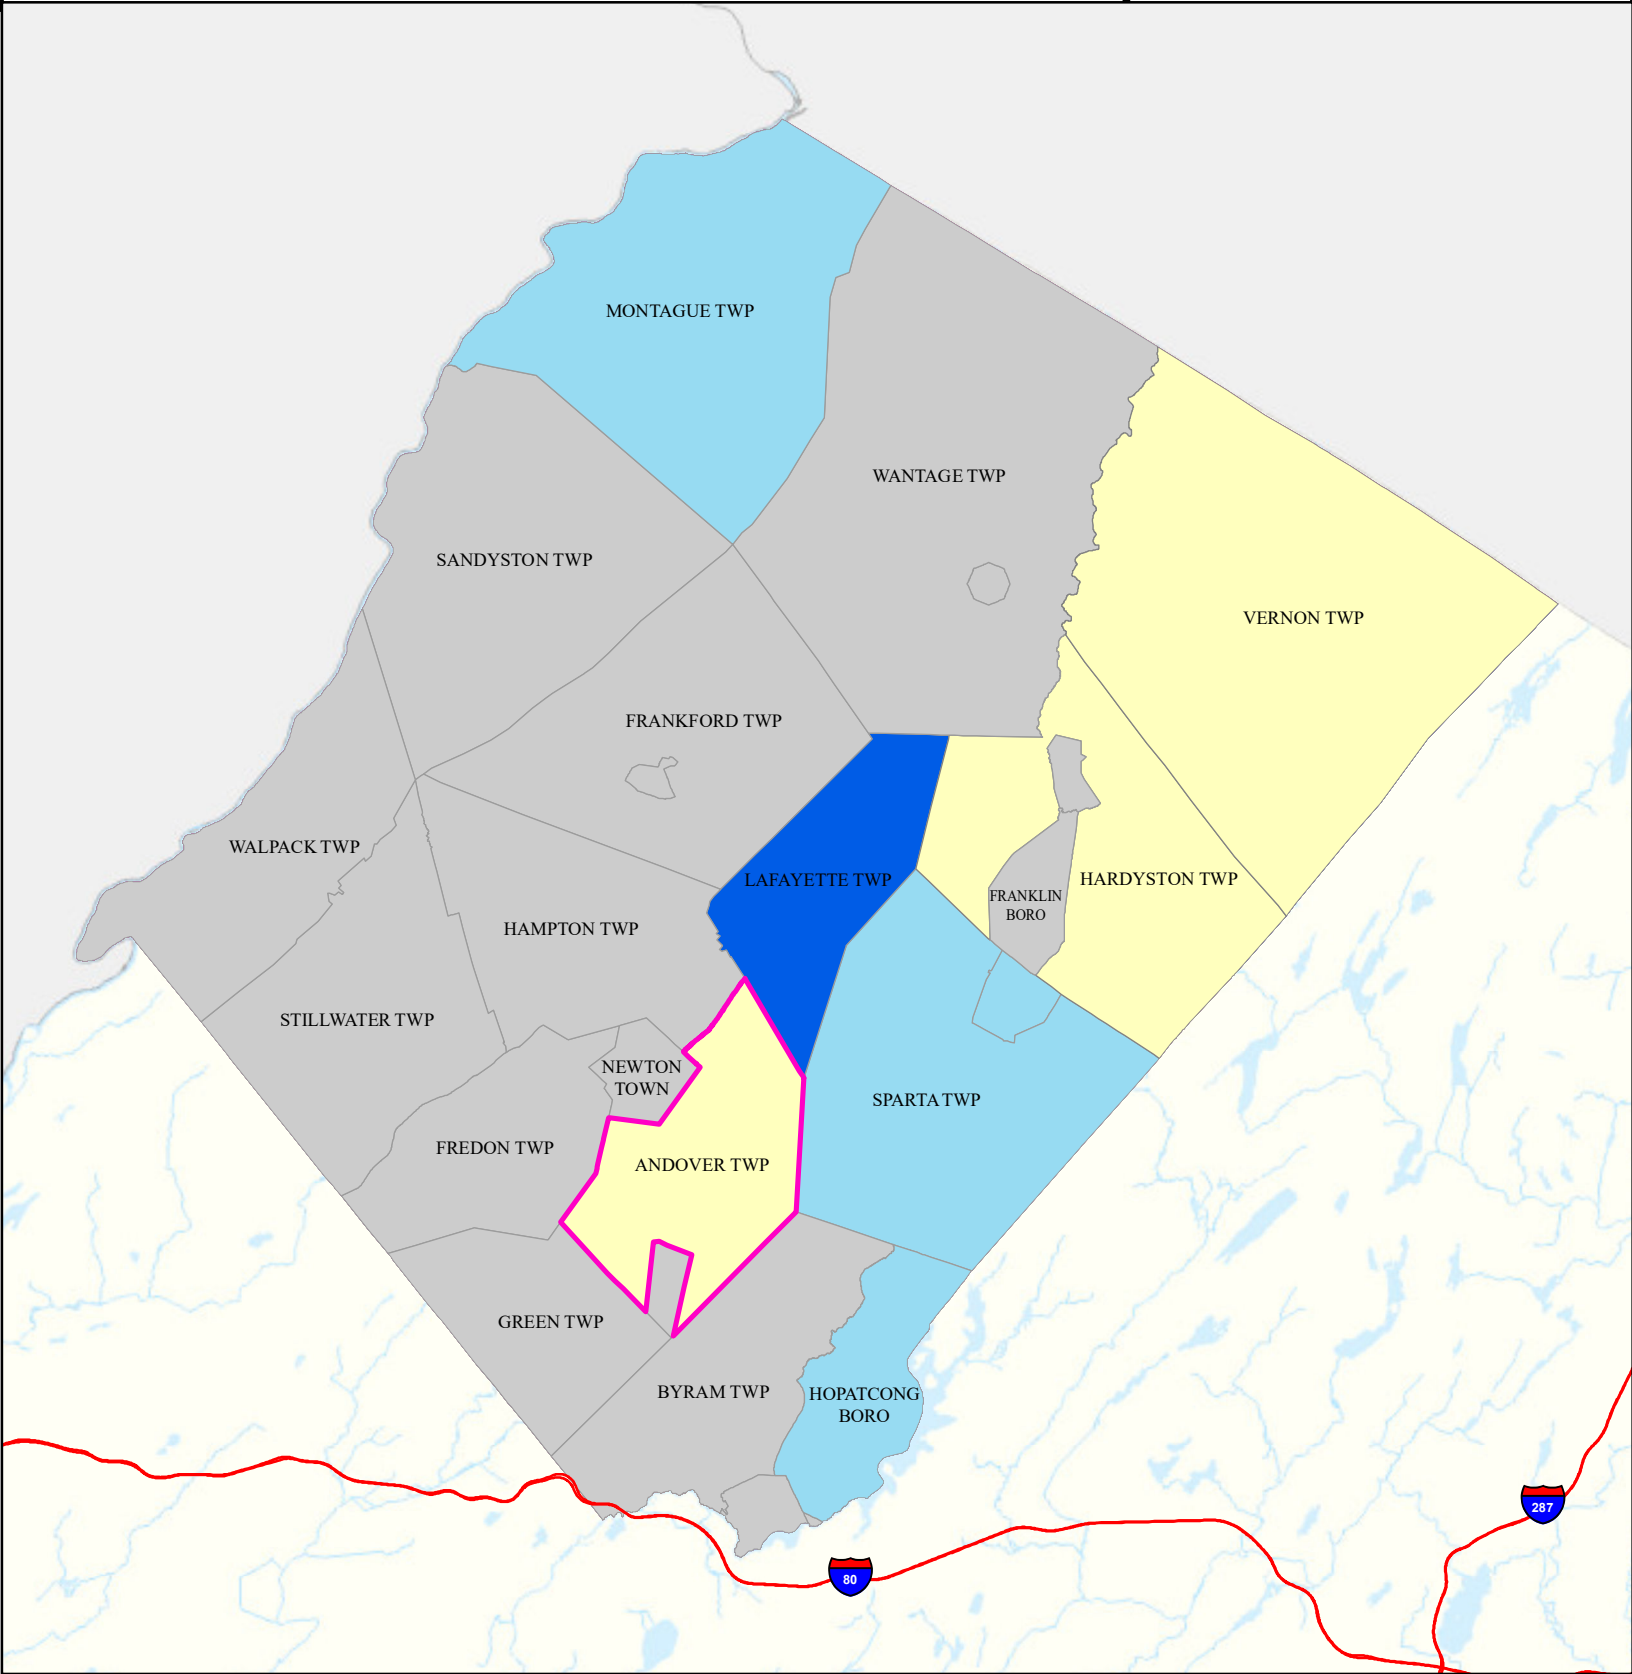 MONTAGUE TWP
WANTAGE TWP
SANDYSTON TWP
VERNON TWP
FRANKFORD TWP
WALPACK TWP
LAFAYETTE TWP
HARDYSTON TWP
FRANKLIN
BORO
HAMPTON TWP
STILLWATER TWP
NEWTON
TOWN
SPARTA TWP
FREDON TWP
ANDOVER TWP
GREEN TWP
BYRAM TWP
HOPATCONG
BORO
287
80